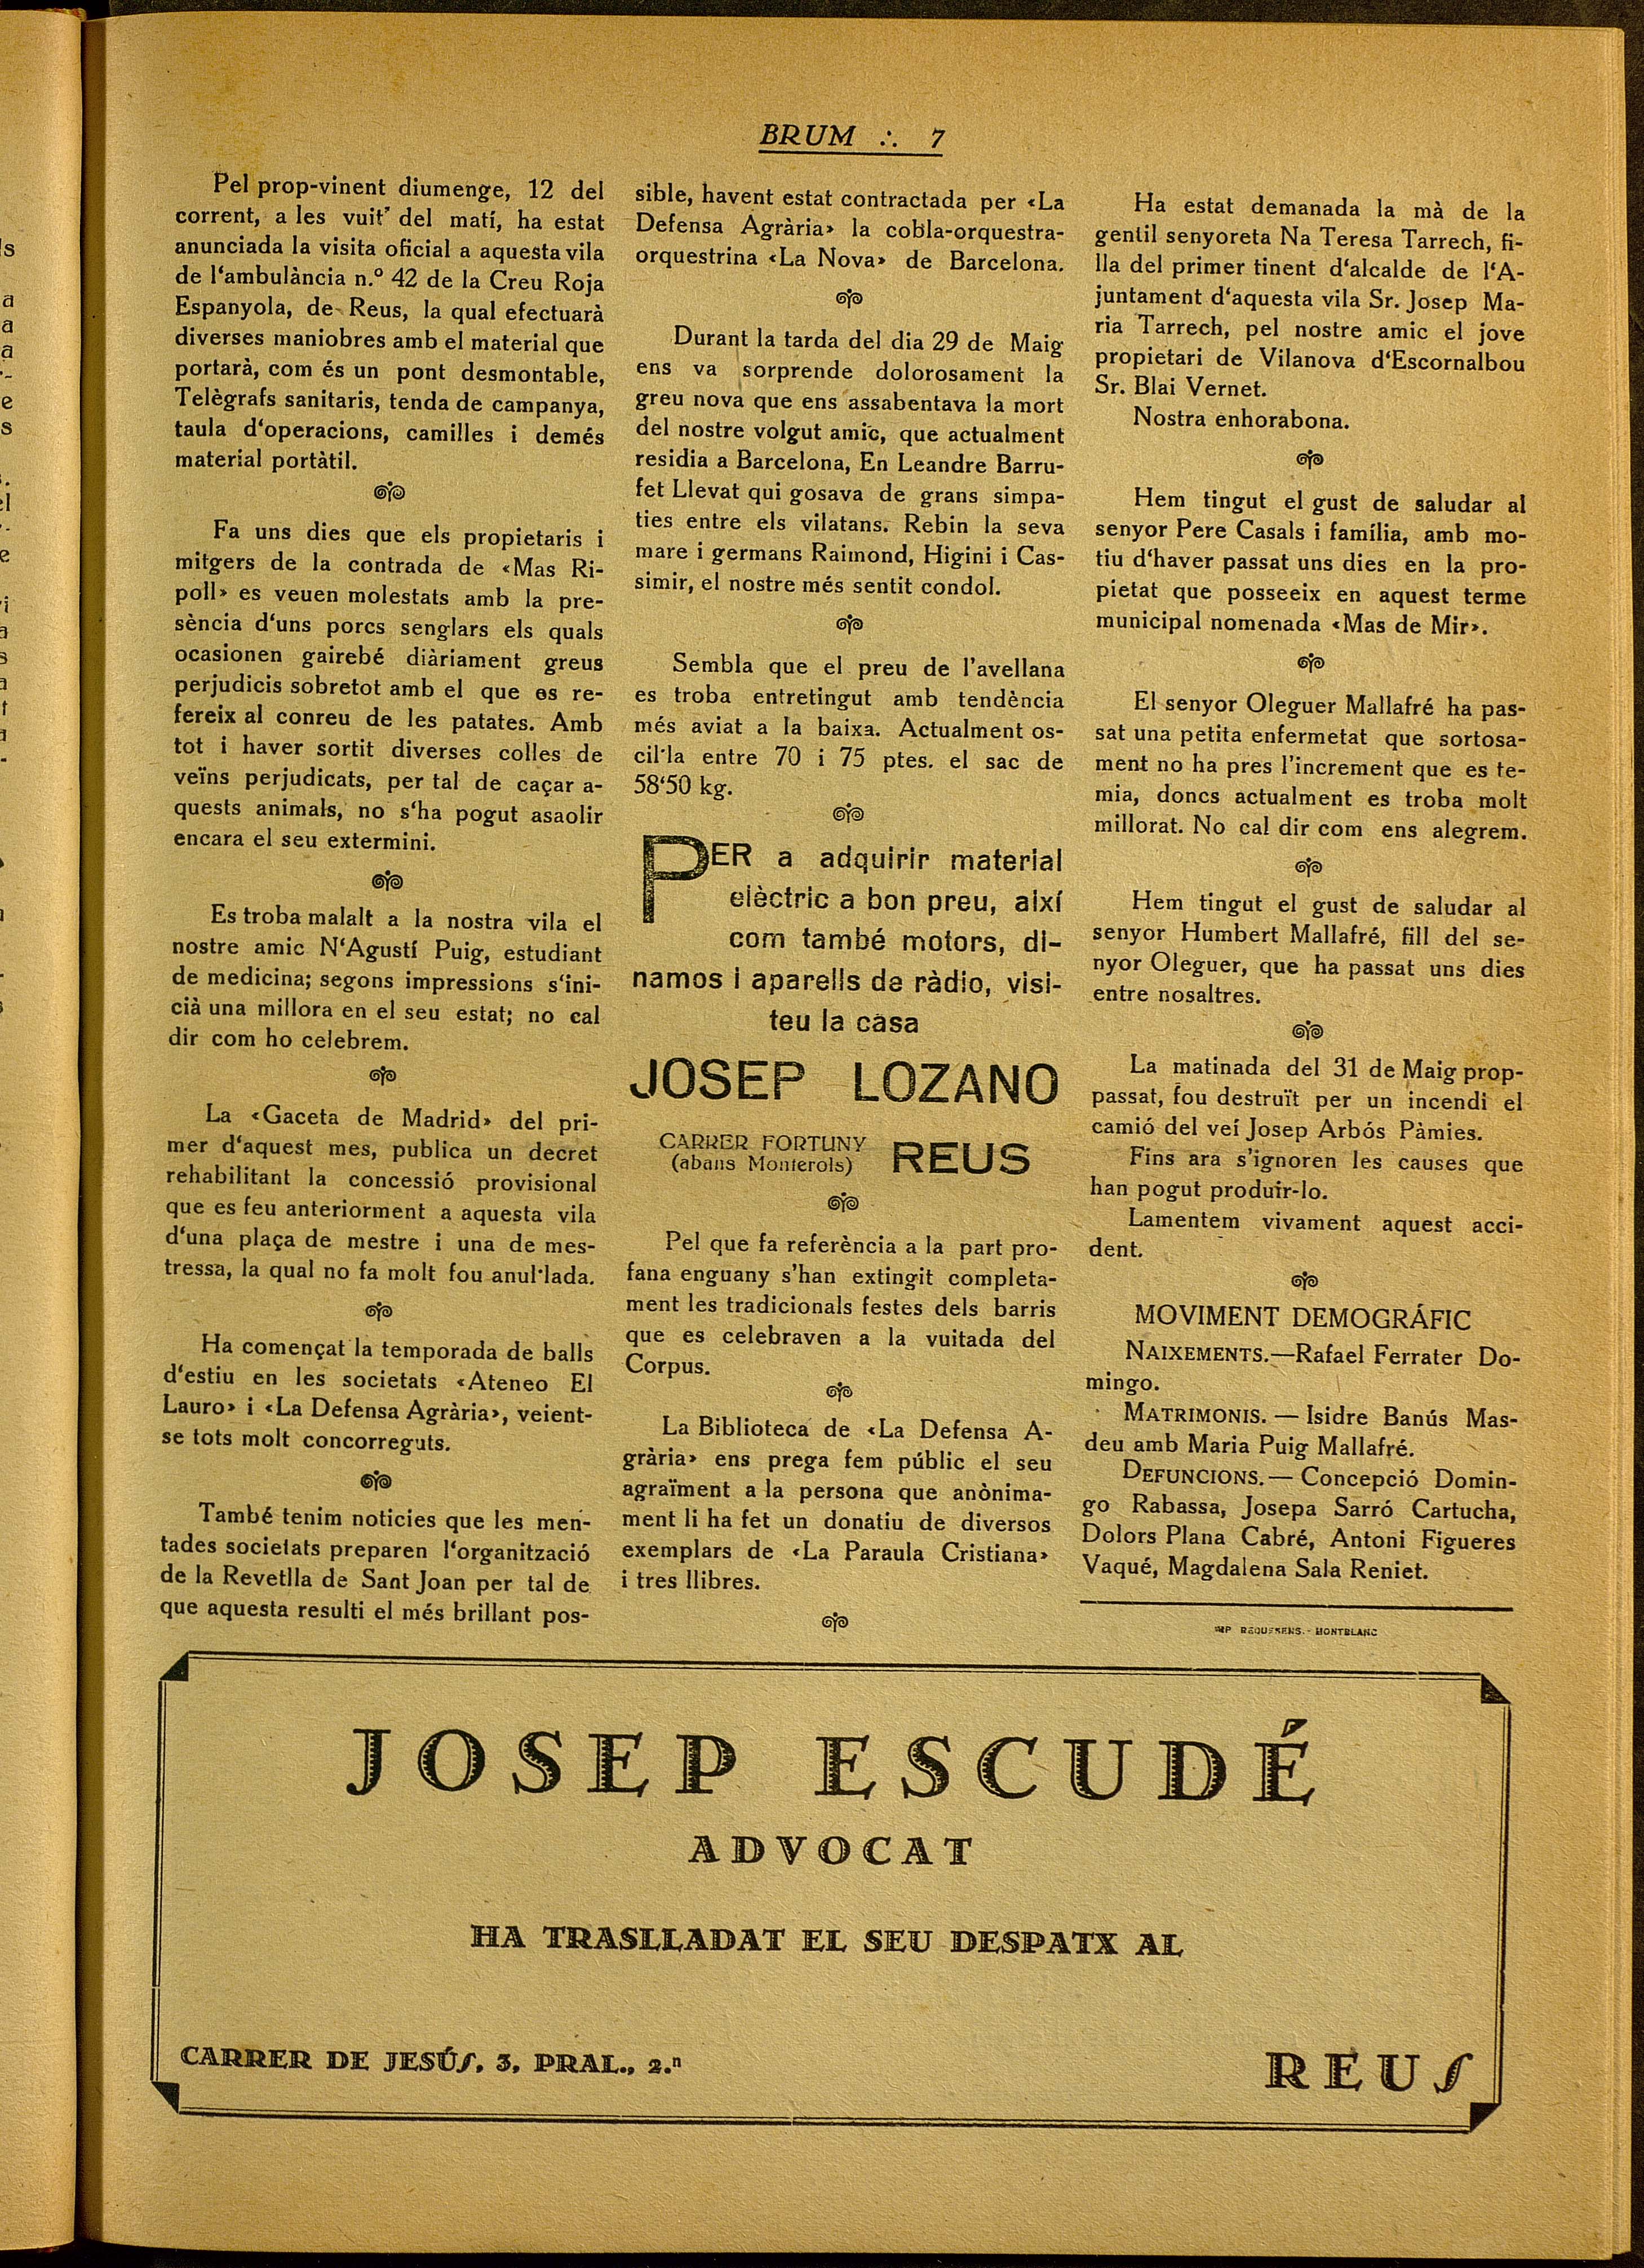 BRUM ∴ 7
Pel prop-vinent diumenge, 12 del
corrent, a les vuit' del matí, ha estat
anunciada la visita oficial a aquesta vila
de l‘ambulància n.º 42 de la Creu Roja
Espanyola, de Reus, la qual efectuarà
diverses maniobres amb el material que
portarà, com és un pont desmontable,
Telègrafs sanitaris, tenda de campanya,
taula d‘operacions, camilles i demés
material portàtil.
Fa uns dies que els propietaris i
mitgers de la contrada de «Mas Ri-
poll» es veuen molestats amb la pre-
sència d‘uns porcs senglars els quals
ocasionen gairebé diàriament greus
perjudicis sobretot amb el que es re-
fereix al conreu de les patates. Amb
tot i haver sortit diverses colles de
veïns perjudicats, per tal de caçar a-
quests animals, no s‘ha pogut asaolir
encara el seu extermini.
Es troba malalt a la nostra vila el
nostre amic N‘Agustí Puig, estudiant
de medicina; segons impressions s‘ini-
cià una millora en el seu estat; no cal
dir com ho celebrem.
La «Gaceta de Madrid» del pri-
mer d‘aquest mes, publica un decret
rehabilitant la concessió provisional
que es feu anteriorment a aquesta vila
d‘una plaça de mestre i una de mes-
tressa, la qual no fa molt fou anul·lada.
Ha començat la temporada de balls
d‘estiu en les societats «Ateneo El
Lauro» i «La Defensa Agrària», veient-
se tots molt concorreguts.
També tenim noticies que les men-
tades societats preparen l‘organització
de la Revetlla de Sant Joan per tal de
que aquesta resulti el més brillant pos-
sible, havent estat contractada per «La
Defensa Agrària» la cobla-orquestra-
orquestrina «La Nova» de Barcelona.
Durant la tarda del dia 29 de Maig
ens va sorprende dolorosament la
greu nova que ens assabentava la mort
del nostre volgut amic, que actualment
residia a Barcelona, En Leandre Barru-
fet Llevat qui gosava de grans simpa-
ties entre els vilatans. Rebin la seva
mare i germans Raimond, Higini i Cas-
simir, el nostre més sentit condol.
Sembla que el preu de l'avellana
es troba entretingut amb tendència
més aviat a la baixa. Actualment os-
cil·la entre 70 i 75 ptes. el sac de
58‘50 kg.
PER a adquirir material
elèctric a bon preu, així
com també motors, di-
namos i aparells de ràdio, visi-
teu la casa
JOSEP LOZANO
CARRER FORTUNY
(abans Monterols)
REUS
Pel que fa referència a la part pro-
fana enguany s'han extingit completa-
ment les tradicionals festes dels barris
que es celebraven a la vuitada del
Corpus.
La Biblioteca de «La Defensa A-
grària» ens prega fem públic el seu
agraïment a la persona que anònima-
ment li ha fet un donatiu de diversos
exemplars de «La Paraula Cristiana»
i tres llibres.
Ha estat demanada la mà de la
gentil senyoreta Na Teresa Tarrech, fi-
lla del primer tinent d‘alcalde de l‘A-
juntament d‘aquesta vila Sr. Josep Ma-
ria Tarrech, pel nostre amic el jove
propietari de Vilanova d‘Escornalbou
Sr. Blai Vernet.
Nostra enhorabona.
Hem tingut el gust de saludar al
senyor Pere Casals i família, amb mo-
tiu d‘haver passat uns dies en la pro-
pietat que posseeix en aquest terme
municipal nomenada «Mas de Mir».
El senyor Oleguer Mallafré ha pas-
sat una petita enfermetat que sortosa-
ment no ha pres l'increment que es te-
mia, doncs actualment es troba molt
millorat. No cal dir com ens alegrem.
Hem tingut el gust de saludar al
senyor Humbert Mallafré, fill del se-
nyor Oleguer, que ha passat uns dies
entre nosaltres.
La matinada del 31 de Maig prop-
passat, fou destruït per un incendi el
camió del veí Josep Arbós Pàmies.
Fins ara s'ignoren les causes que
han pogut produïr-lo.
Lamentem vivament aquest acci-
dent.
MOVIMENT DEMOGRÁFIC
NAIXEMENTS.—Rafael Ferrater Do-
mingo.
MATRIMONIS. — Isidre Banús Mas-
deu amb Maria Puig Mallafré.
DEFUNCIONS. — Concepció Domin-
go Rabassa, Josepa Sarró Cartucha,
Dolors Plana Cabré, Antoni Figueres
Vaqué, Magdalena Sala Reniet.
IMP REQUESENS.- MONTBLANC
JOSEP ESCUDÉ
ADVOCAT
HA TRASLLADAT EL SEU DESPATX AL
CARRER DE JESÚS, 3, PRAL., 2.ⁿ
REUS